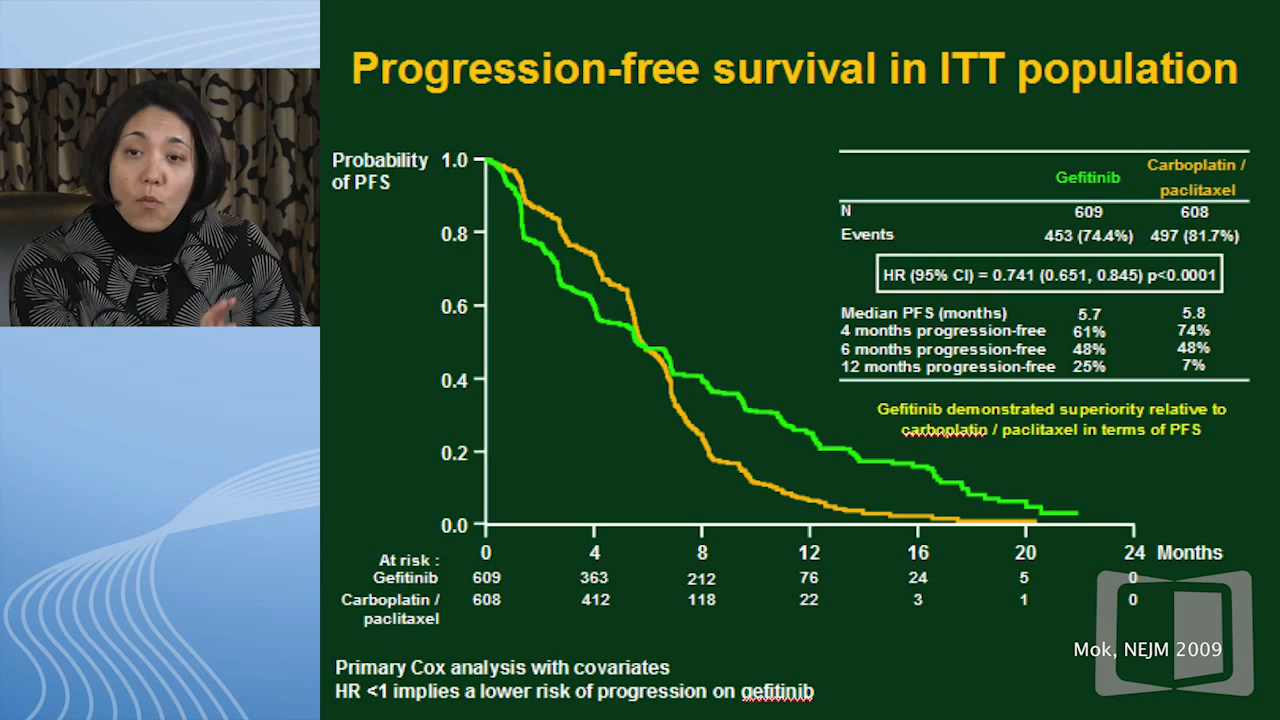 Progression-free survival in ITT population
Probability
of PFS
1.0
0.8
0.6
0.4
0.2
0.0
0 4 8 12 16 20 24 Months
At risk :
Gefitinib 609 363 212 76 24 5 0
Carboplatin / 608 412 118 22 3 1 0
paclitaxel
Gefitinib Carboplatin /
paclitaxel
N 609 608
Events 453 (74.4%) 497 (81.7%)
HR (95% CI) = 0.741 (0.651, 0.845) p<0.0001
Median PFS (months) 5.7 5.8
4 months progression-free 61% 74%
6 months progression-free 48% 48%
12 months progression-free 25% 7%
Gefitinib demonstrated superiority relative to
carboplatin / paclitaxel in terms of PFS
Mok, NEJM 2009
Primary Cox analysis with covariates
HR <1 implies a lower risk of progression on gefitinib